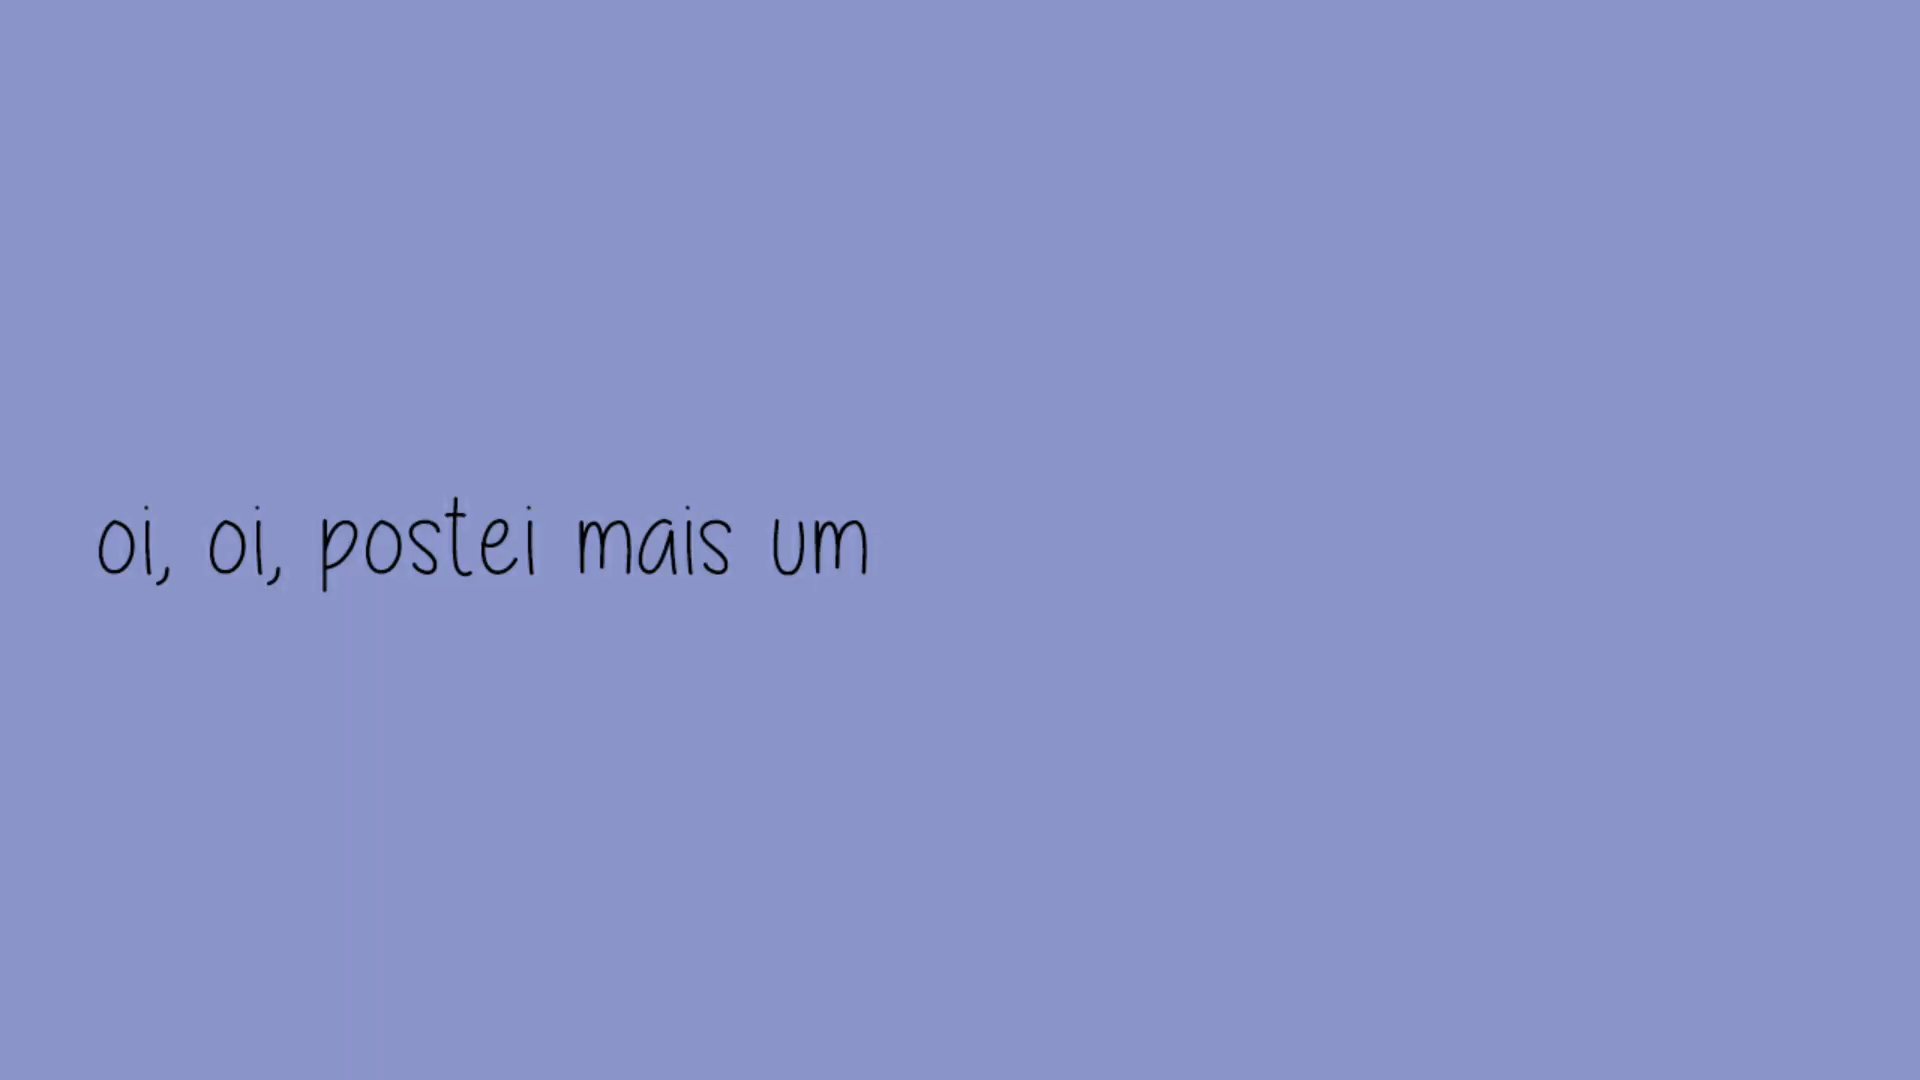 oi, oi, postei mais um